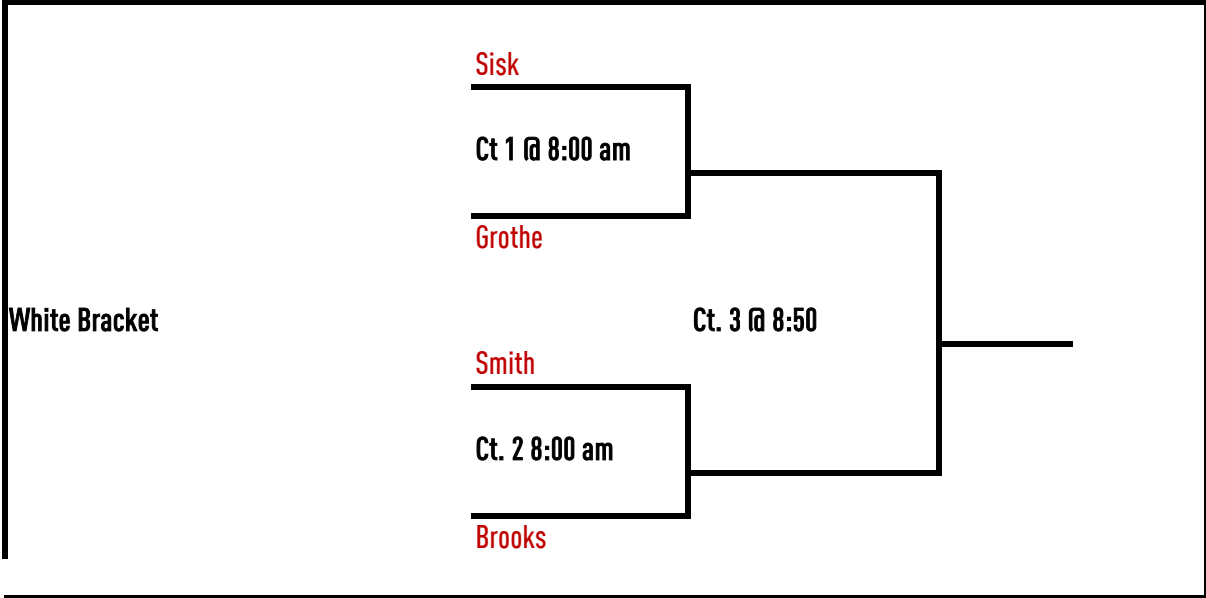 Sisk
Ct 1 @ 8:00 am
Grothe
White Bracket
Ct. 3 @ 8:50
Smith
Ct. 2 8:00 am
Brooks